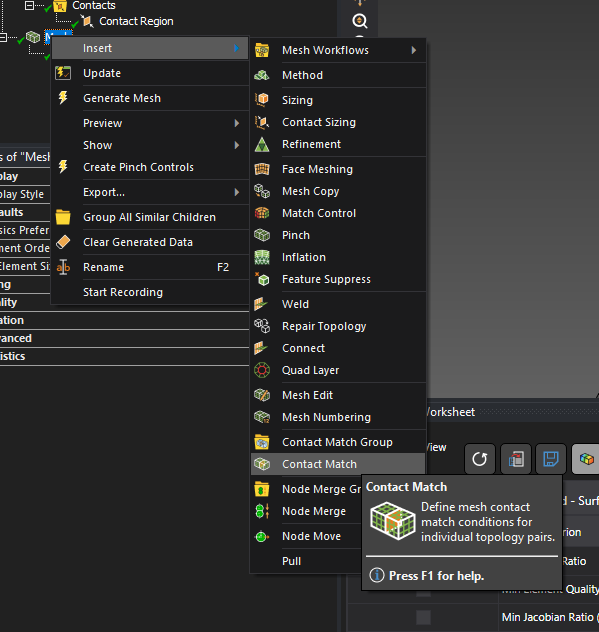 Contacts
Contact Region
Insert
Update
Generate Mesh
Preview
Show
Create Pinch Controls
Export...
Group All Similar Children
Clear Generated Data
Rename F2
Start Recording
s of "Mesh
play
play Style
aults
sics Prefer
ment Orde
Element Si
ng
lity
ation
anced
istics
Mesh Workflows
Method
Sizing
Contact Sizing
Refinement
Face Meshing
Mesh Copy
Match Control
Pinch
Inflation
Feature Suppress
Weld
Repair Topology
Connect
Quad Layer
Mesh Edit
Mesh Numbering
Contact Match Group
Contact Match
Node Merge Gr
Node Merge
Node Move
Pull
Worksheet
View
Contact Match
Define mesh contact
match conditions for
individual topology pairs.
Press F1 for help.
d - Surf
rion
Ratio
Min Element Quality
Min Jacobian Ratio (